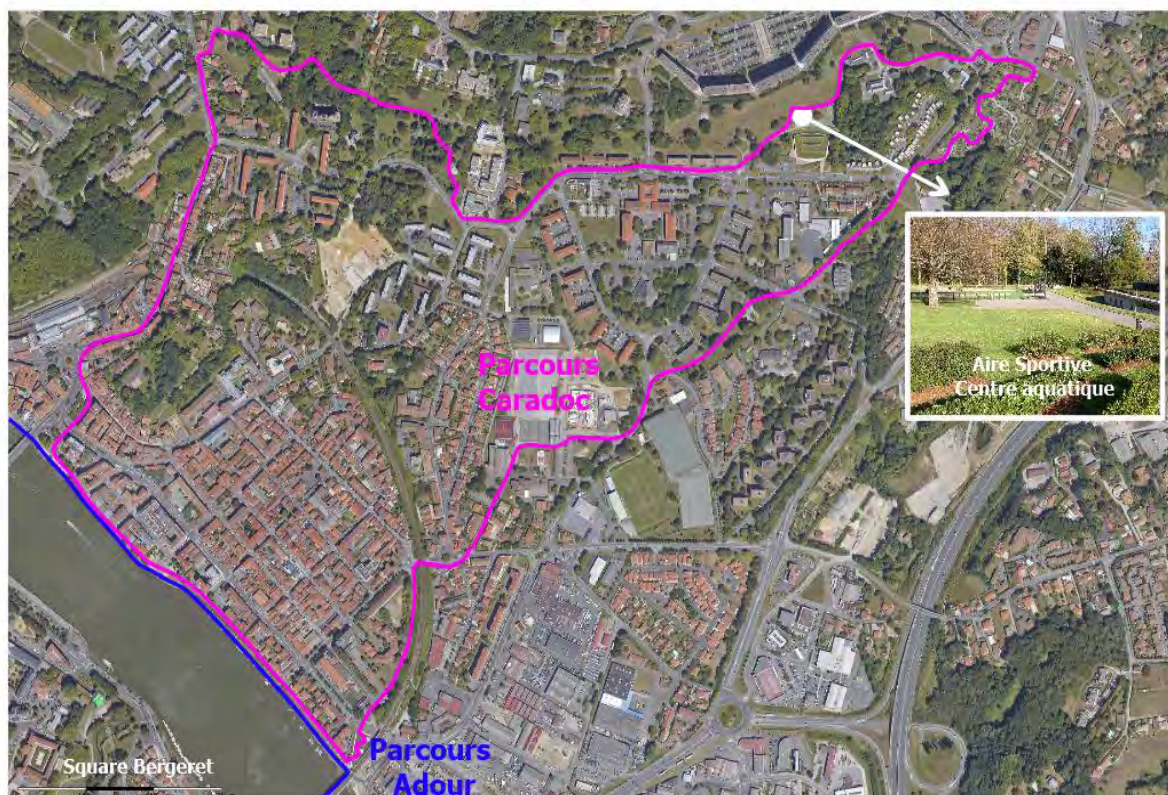 Parcours
Caradoc
Aire Sportive
Centre aquatique
Square Bergeret
Parcours
Adour